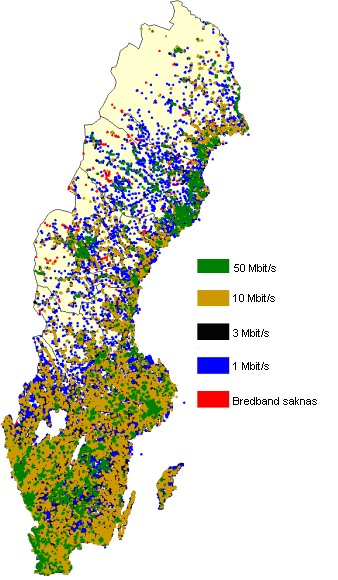 50 Mbit/s
10 Mbit/s
3 Mbit/s
1 Mbit/s
Bredband saknas